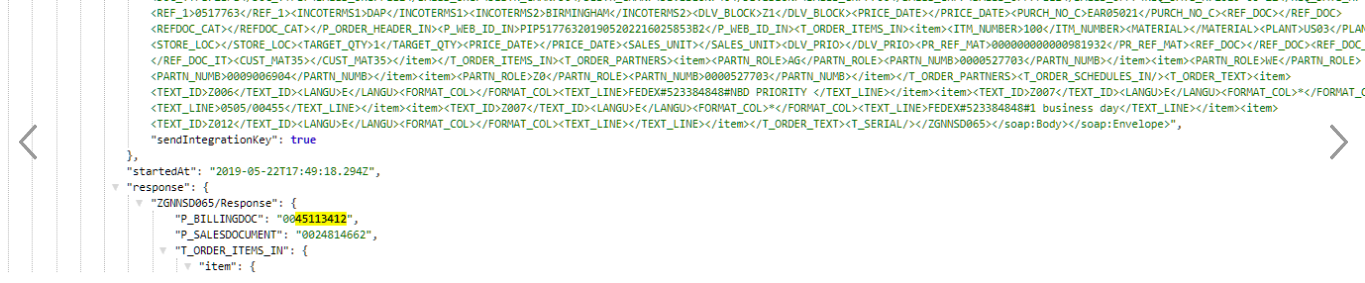 <REF_1>0517763</REF_1><INCOTERMS1>DAP</INCOTERMS1><INCOTERMS2>BIRMINGHAM</INCOTERMS2><DLV_BLOCK>Z1</DLV_BLOCK><PRICE_DATE></PRICE_DATE><PURCH_NO_C>EAR05021</PURCH_NO_C><REF_DOC></REF_DOC>
<REFDOC_CAT></REFDOC_CAT></P_ORDER_HEADER_IN><P_WEB_ID_IN>PIP51776320190520221602585382</P_WEB_ID_IN><T_ORDER_ITEMS_IN><item><ITM_NUMBER>100</ITM_NUMBER><MATERIAL></MATERIAL><PLANT>US03</PLAN
<STORE_LOC></STORE_LOC><TARGET_QTY>1</TARGET_QTY><PRICE_DATE></PRICE_DATE><SALES_UNIT></SALES_UNIT><DLV_PRIO></DLV_PRIO><PR_REF_MAT>000000000000981932</PR_REF_MAT><REF_DOC></REF_DOC><REF_DOC_
</REF_DOC_IT><CUST_MAT35></CUST_MAT35></item></T_ORDER_ITEMS_IN><T_ORDER_PARTNERS><item><PARTN_ROLE>AG</PARTN_ROLE><PARTN_NUMB>0000527703</PARTN_NUMB></item><item><PARTN_ROLE>WE</PARTN_ROLE>
<PARTN_NUMB>0009006904</PARTN_NUMB></item><item><PARTN_ROLE>Z0</PARTN_ROLE><PARTN_NUMB>0000527703</PARTN_NUMB></item></T_ORDER_PARTNERS><T_ORDER_SCHEDULES_IN/><T_ORDER_TEXT><item>
<TEXT_ID>Z006</TEXT_ID><LANGU>E</LANGU><FORMAT_COL></FORMAT_COL><TEXT_LINE>FEDEX#523384848#NBD PRIORITY </TEXT_LINE></item><item><TEXT_ID>Z007</TEXT_ID><LANGU>E</LANGU><FORMAT_COL>*</FORMAT_C
<TEXT_LINE>0505/00455</TEXT_LINE></item><item><TEXT_ID>Z007</TEXT_ID><LANGU>E</LANGU><FORMAT_COL>*</FORMAT_COL><TEXT_LINE>FEDEX#523384848#1 business day</TEXT_LINE></item><item>
<TEXT_ID>Z012</TEXT_ID><LANGU>E</LANGU><FORMAT_COL></FORMAT_COL><TEXT_LINE></TEXT_LINE></item></T_ORDER_TEXT><T_SERIAL/></ZGNNSD065></soap:Body></soap:Envelope>",
"sendIntegrationKey": true
},
"startedAt": "2019-05-22T17:49:18.294Z",
"response": {
"ZGNNSD065/Response": {
"P_BILLINGDOC": "0045113412",
"P_SALESDOCUMENT": "0024814662",
"T_ORDER_ITEMS_IN": {
"item": {